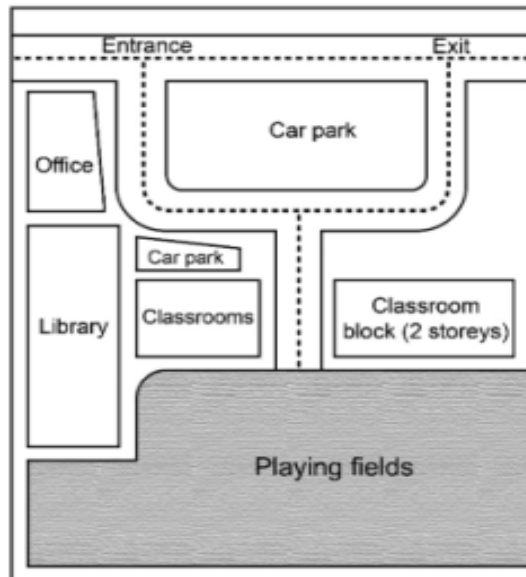 Entrance
Exit
Car park
Office
Car park
Library
Classrooms
Classroom
block (2 storeys)
Playing fields